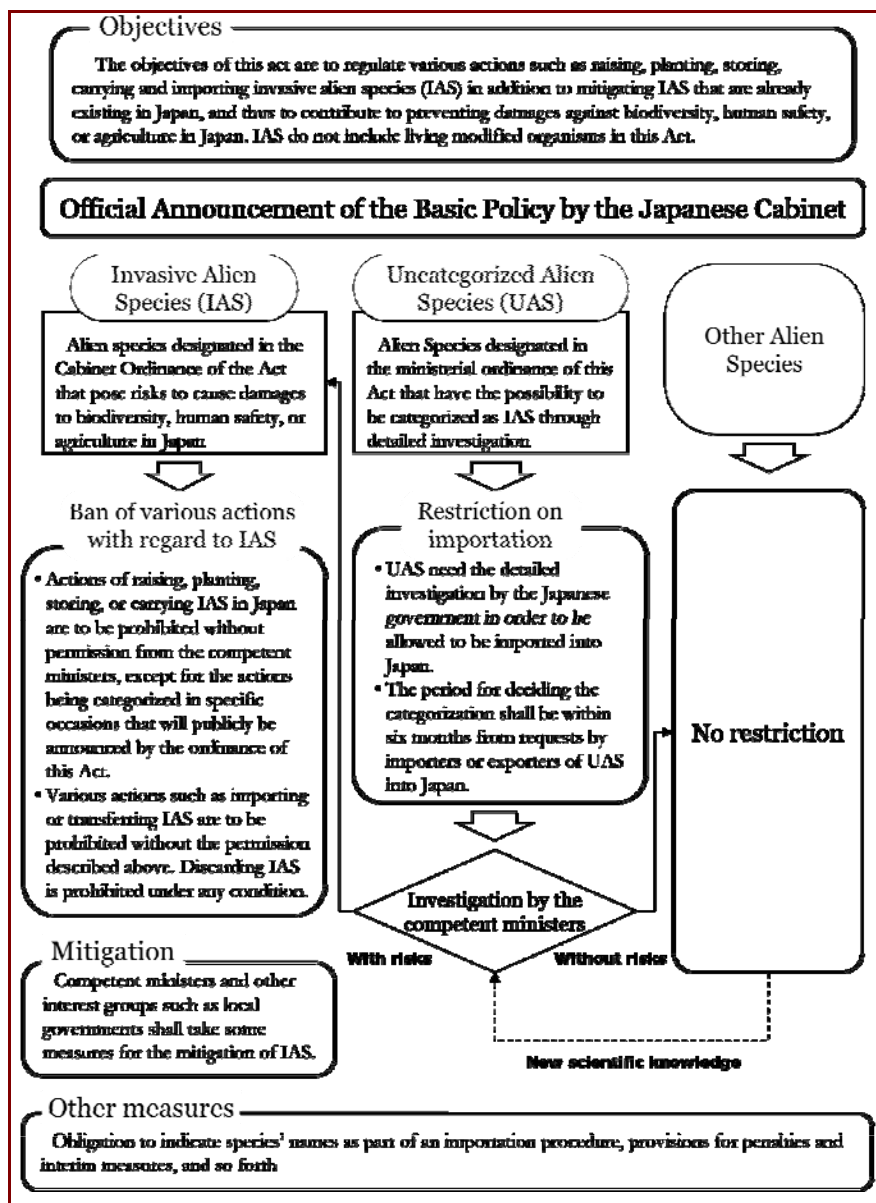 Objectives
The objectives of this act are to regulate various actions such as raising, planting, storing,
carrying and importing invasive alien species (IAS) in addition to mitigating IAS that are already
existing in Japan, and thus to contribute to preventing damages against biodiversity, human safety,
or agriculture in Japan. IAS do not include living modified organisms in this Act.
Official Announcement of the Basic Policy by the Japanese Cabinet
Invasive Alien
Species (IAS)
Alien species designated in the
Cabinet Ordinance of the Act
that pose risks to cause damages
to biodiversity, human safety, or
agriculture in Japan
Ban of various actions
with regard to IAS
• Actions of raising, planting,
storing, or carrying IAS in Japan
are to be prohibited without
permission from the competent
ministers, except for the actions
being categorized in specific
occasions that will publicly be
announced by the ordinance of
this Act.
• Various actions such as importing
or transferring IAS are to be
prohibited without the permission
described above. Discarding IAS
is prohibited under any condition.
Uncategorized Alien
Species (UAS)
Alien Species designated in
the ministerial ordinance of this
Act that have the possibility to
be categorized as IAS through
detailed investigation
Restriction on
importation
• UAS need the detailed
investigation by the Japanese
government in order to be
allowed to be imported into
Japan.
• The period for deciding the
categorization shall be within
six months from requests by
importers or exporters of UAS
into Japan.
Other Alien
Species
No restriction
Investigation by the
competent ministers
With risks
Without risks
New scientific knowledge
Mitigation
Competent ministers and other
interest groups such as local
governments shall take some
measures for the mitigation of IAS.
Other measures
Obligation to indicate species' names as part of an importation procedure, provisions for penalties and
interim measures, and so forth